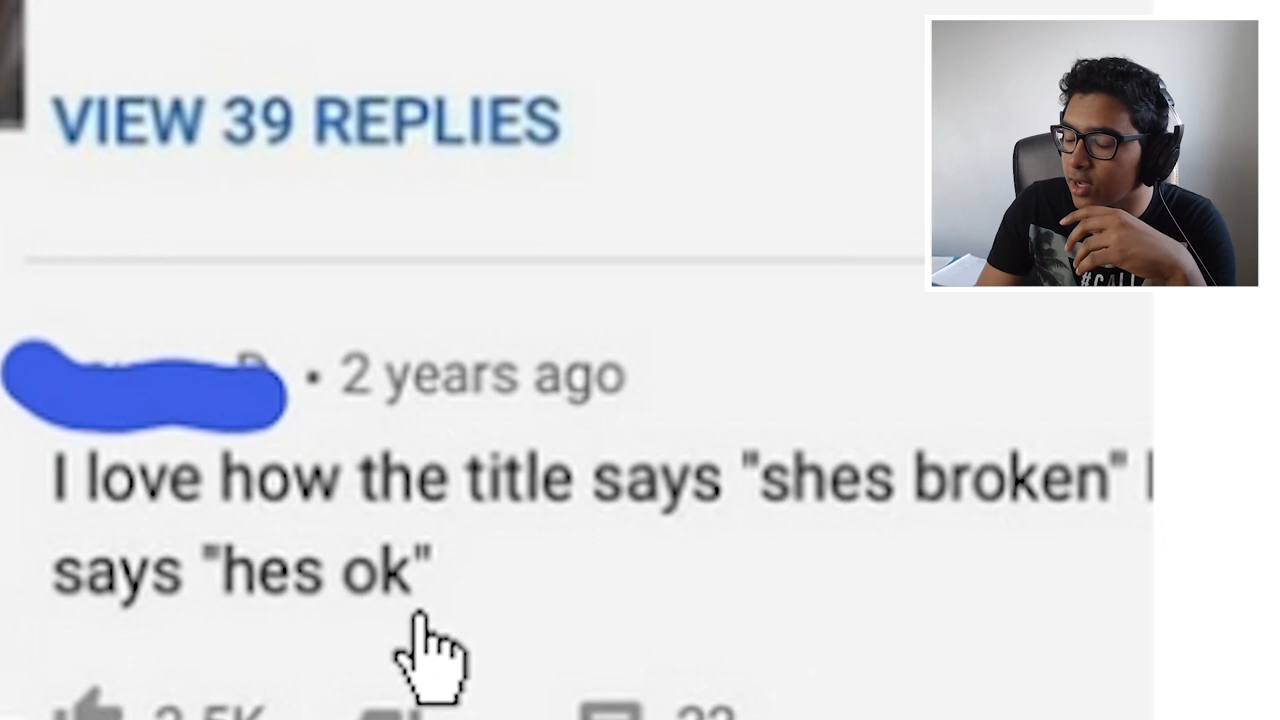 VIEW 39 REPLIES
• 2 years ago
I love how the title says "shes broken"
says "hes ok"